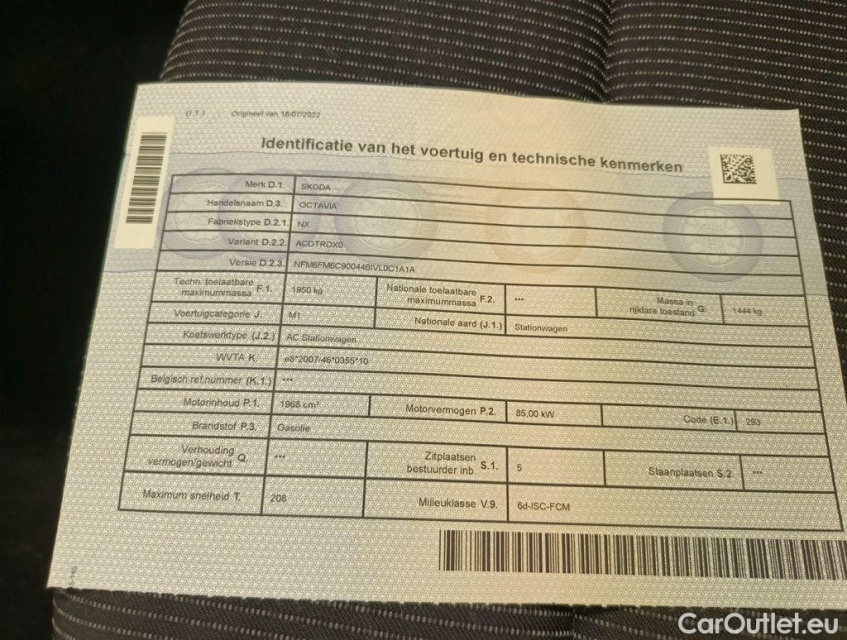 (I.1.) Origineel van 18/07/2022
Identificatie van het voertuig en technische kenmerken
Merk D.1. SKODA
Handelsnaam D.3. OCTAVIA
Fabriekstype D.2.1. NX
Variant D.2.2. ACDTRDX0
Versie D.2.3. NFM6FM6C90044BIVL0C1A1A
Techn. toelaatbare maximummassa F.1. 1950 kg Nationale toelaatbare maximummassa F.2. *** Massa in rijklare toestand G. 1444 kg
Voertuigcategorie J. M1 Nationale aard (J.1.) Stationwagen
Koetswerktype (J.2.) AC Stationwagen
WVTA K. e8*2007/46*0355*10
Belgisch ref.nummer (K.1.) ***
Motorinhoud P.1. 1968 cm³ Motorvermogen P.2. 85,00 kW Code (E.1.) 293
Brandstof P.3. Gasolie
Verhouding vermogen/gewicht Q. *** Zitplaatsen bestuurder inb. S.1. 5 Staanplaatsen S.2. ***
Maximum snelheid T. 208 Milieuklasse V.9. 6d-ISC-FCM
CarOutlet.eu